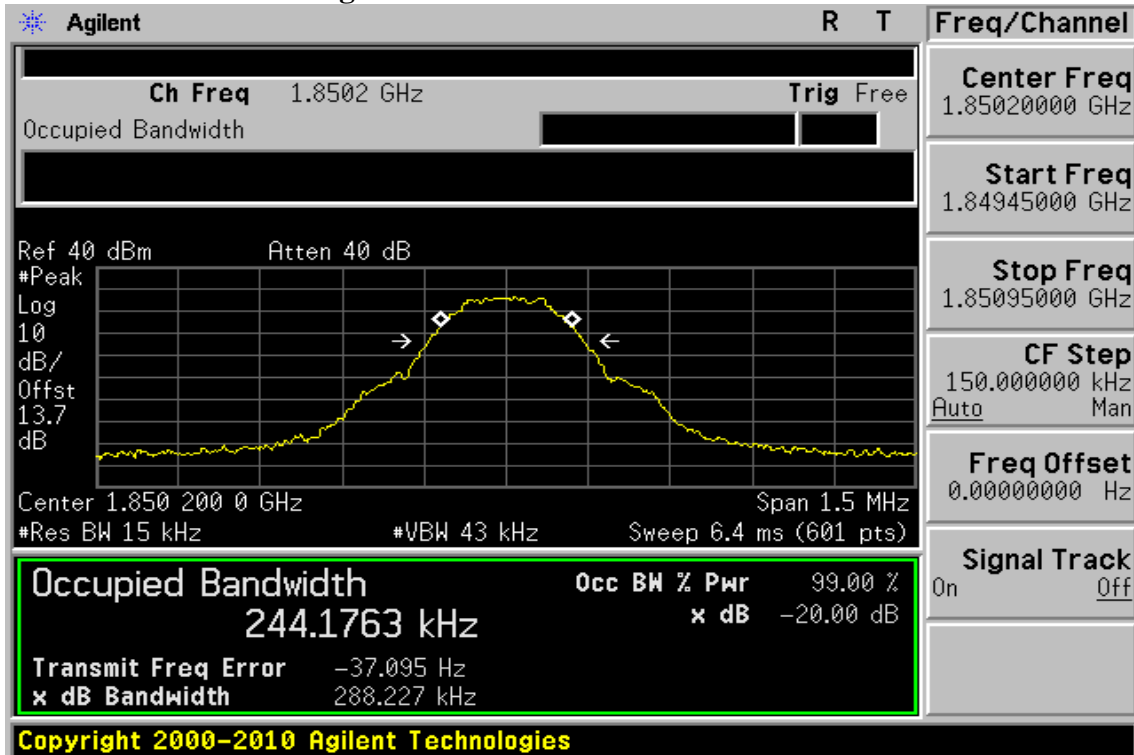 Agilent R T
Freq/Channel
Ch Freq 1.8502 GHz Trig Free
Occupied Bandwidth
Center Freq
1.85020000 GHz
Start Freq
1.84945000 GHz
Stop Freq
1.85095000 GHz
CF Step
150.000000 kHz
Auto Man
Freq Offset
0.00000000 Hz
Signal Track
On Off
Ref 40 dBm Atten 40 dB
#Peak
Log
10
dB/
Offst
13.7
dB
Center 1.850 200 0 GHz Span 1.5 MHz
#Res BW 15 kHz #VBW 43 kHz Sweep 6.4 ms (601 pts)
Occupied Bandwidth Occ BW % Pwr 99.00 %
244.1763 kHz x dB -20.00 dB
Transmit Freq Error -37.095 Hz
x dB Bandwidth 288.227 kHz
Copyright 2000-2010 Agilent Technologies